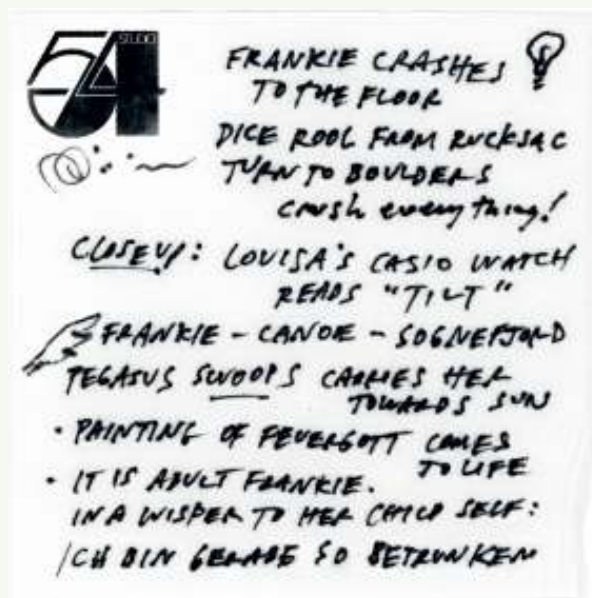 54
STUDIO
FRANKIE CRASHES
TO THE FLOOR
DICE ROOL FROM RUCKSAC
TURN TO BOULDERS
crush everything!
CLOSEUP: LOUISA'S CASIO WATCH
READS "TILT"
FRANKIE - CANOE - SOGNEFJORD
PEGASUS SWOOPS CARRIES HER
TOWARDS SUN
• PAINTING OF FEUERGOTT COMES
TO LIFE
• IT IS ADULT FRANKIE.
IN A WISPER TO HER CHILD SELF:
ICH BIN GERADE SO BETRUNKEN